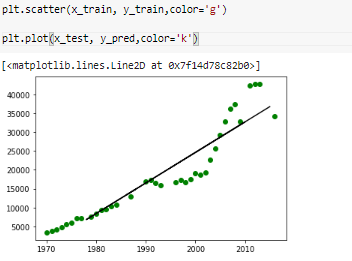 plt.scatter(x_train, y_train,color='g')
plt.plot(x_test, y_pred,color='k')
[<matplotlib.lines.Line2D at 0x7f14d78c82b0>]
40000
35000
30000
25000
20000
15000
10000
5000
1970 1980 1990 2000 2010